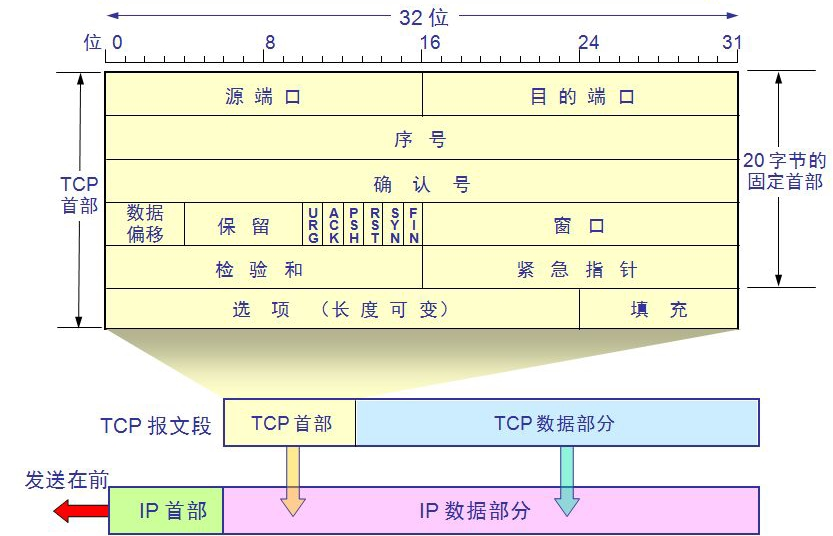 32 位
位 0 8 16 24 31
源 端 口 目 的 端 口
序 号
TCP
首部
确 认 号
20 字节的
固定首部
数据
偏移
保 留
URG
ACK
PSH
RST
SYN
FIN
窗 口
检 验 和 紧 急 指 针
选 项 （长 度 可 变） 填 充
TCP 报文段 TCP 首部 TCP 数据部分
发送在前
IP 首部 IP 数据部分